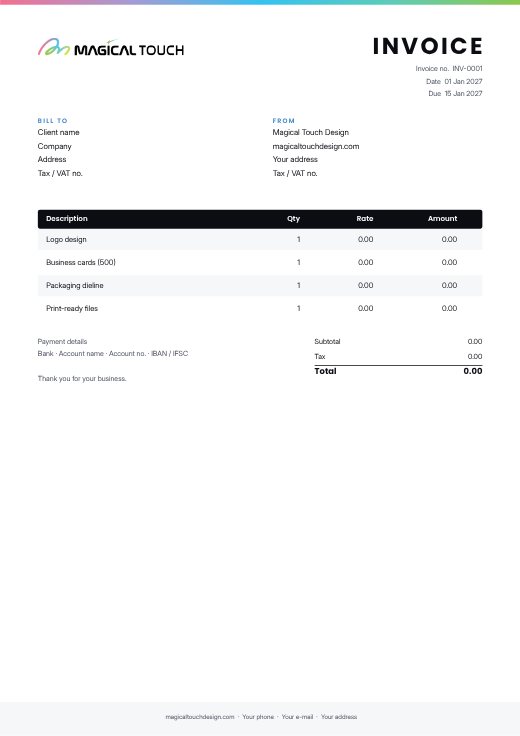 MAGICAL TOUCH
INVOICE
Invoice no. INV-0001
Date 01 Jan 2027
Due 15 Jan 2027
BILL TO
Client name
Company
Address
Tax / VAT no.
FROM
Magical Touch Design
magicaltouchdesign.com
Your address
Tax / VAT no.
Description Qty Rate Amount
Logo design 1 0.00 0.00
Business cards (500) 1 0.00 0.00
Packaging dieline 1 0.00 0.00
Print-ready files 1 0.00 0.00
Payment details
Bank · Account name · Account no. · IBAN / IFSC
Thank you for your business.
Subtotal 0.00
Tax 0.00
Total 0.00
magicaltouchdesign.com · Your phone · Your e-mail · Your address